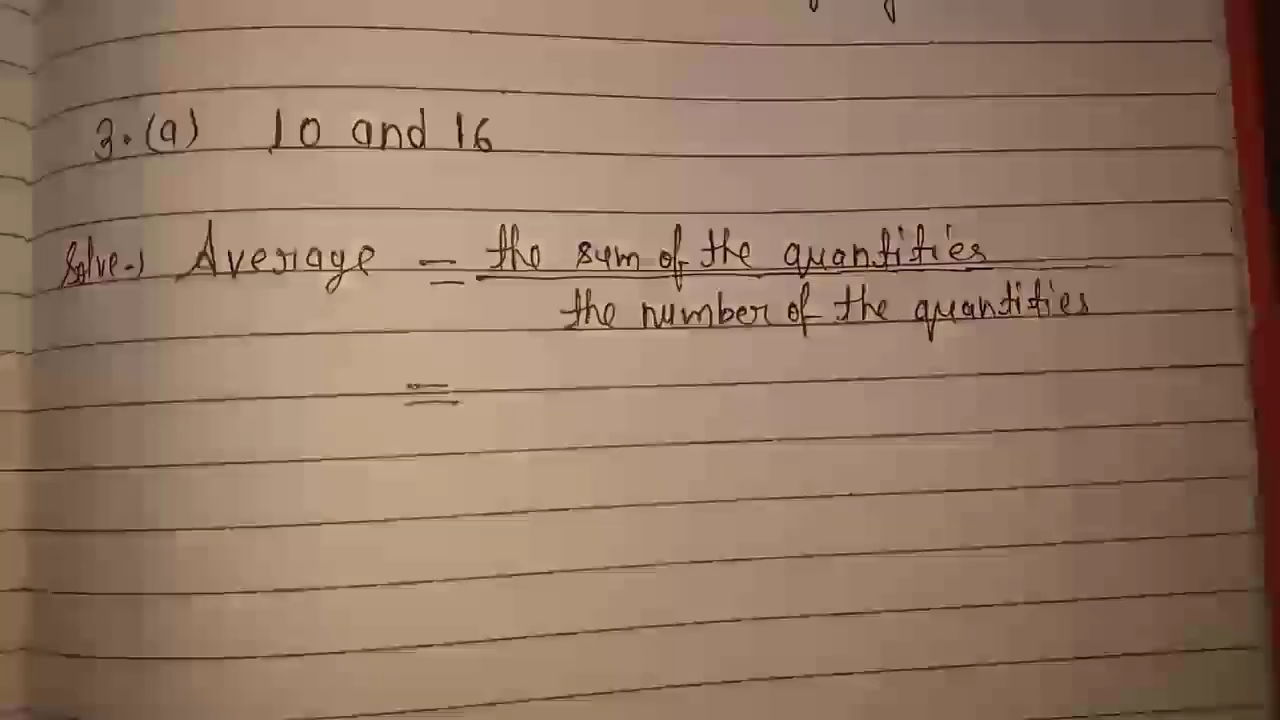 3. (a) 10 and 16
Solve→ Average = the sum of the quantities
the number of the quantities
=